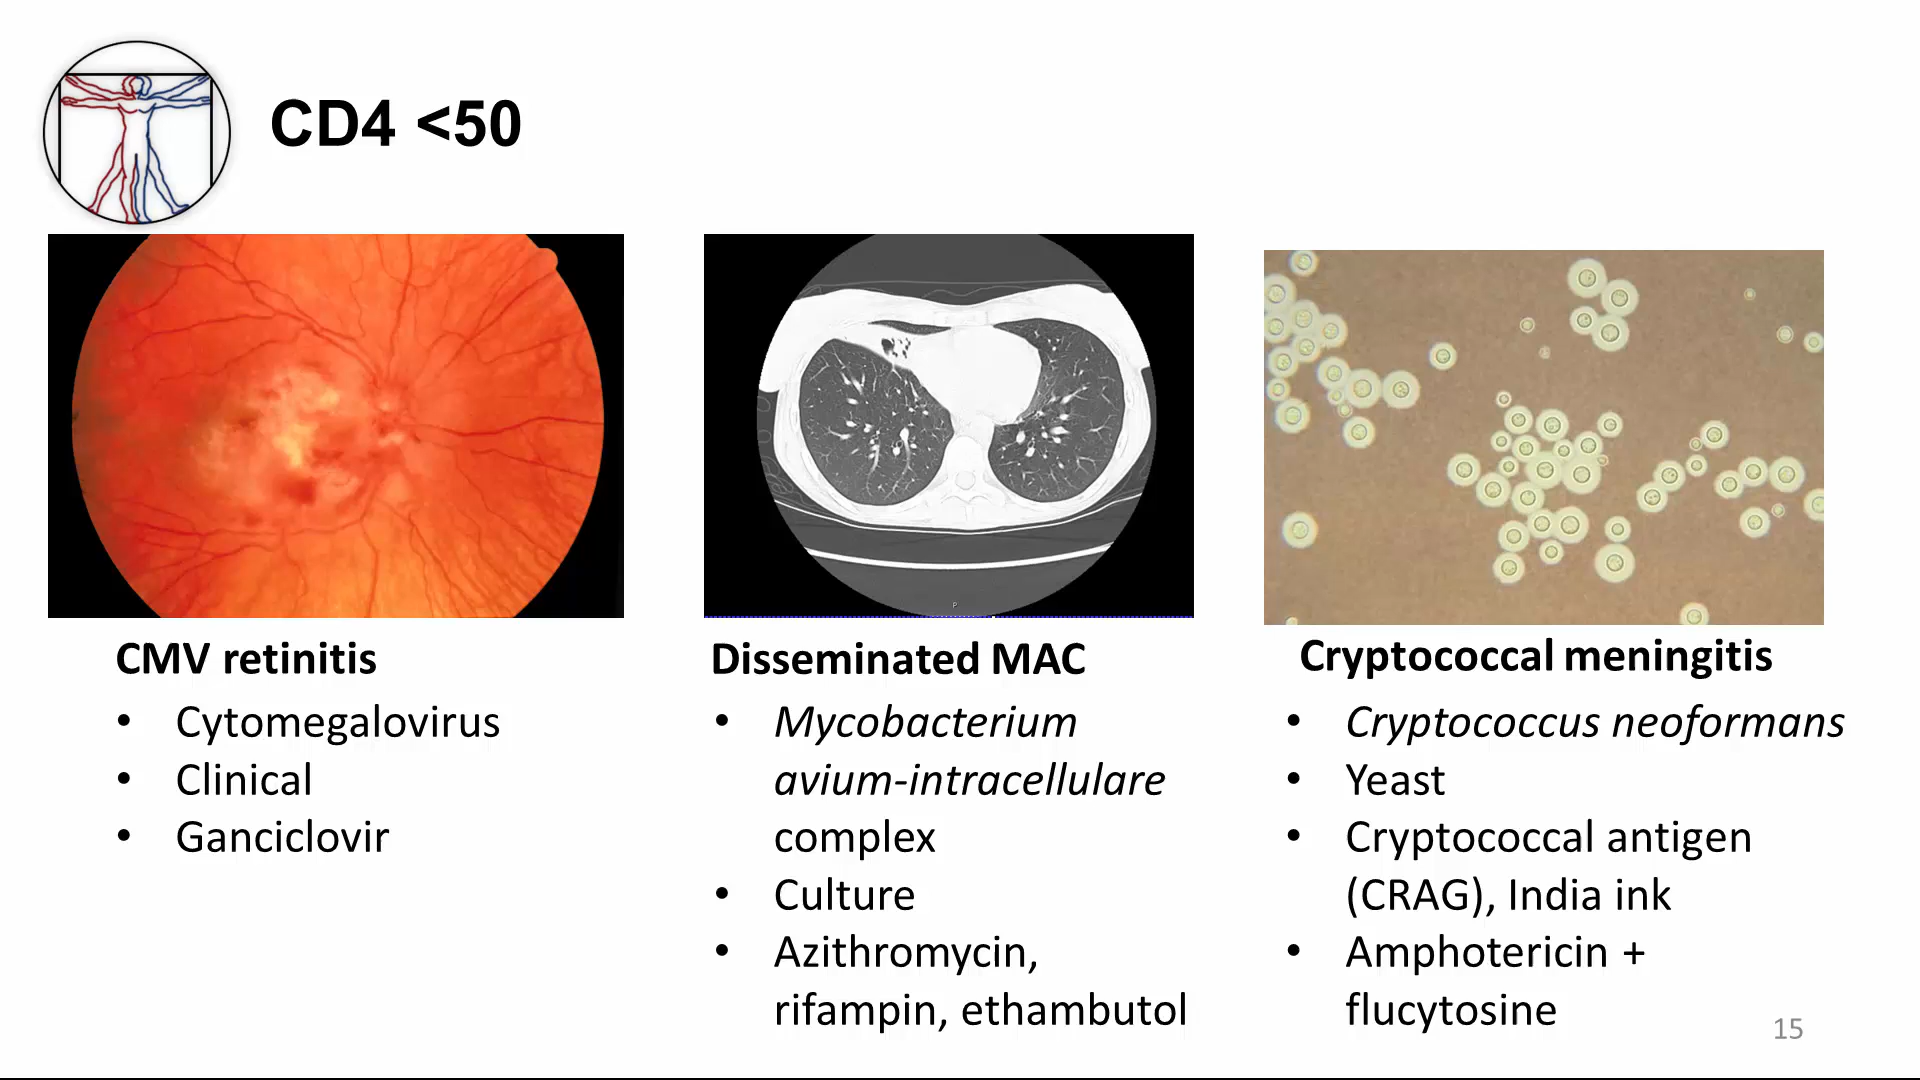 CD4 <50
CMV retinitis
• Cytomegalovirus
• Clinical
• Ganciclovir
Disseminated MAC
• Mycobacterium
avium-intracellulare
complex
• Culture
• Azithromycin,
rifampin, ethambutol
Cryptococcal meningitis
• Cryptococcus neoformans
• Yeast
• Cryptococcal antigen
(CRAG), India ink
• Amphotericin +
flucytosine
P
15